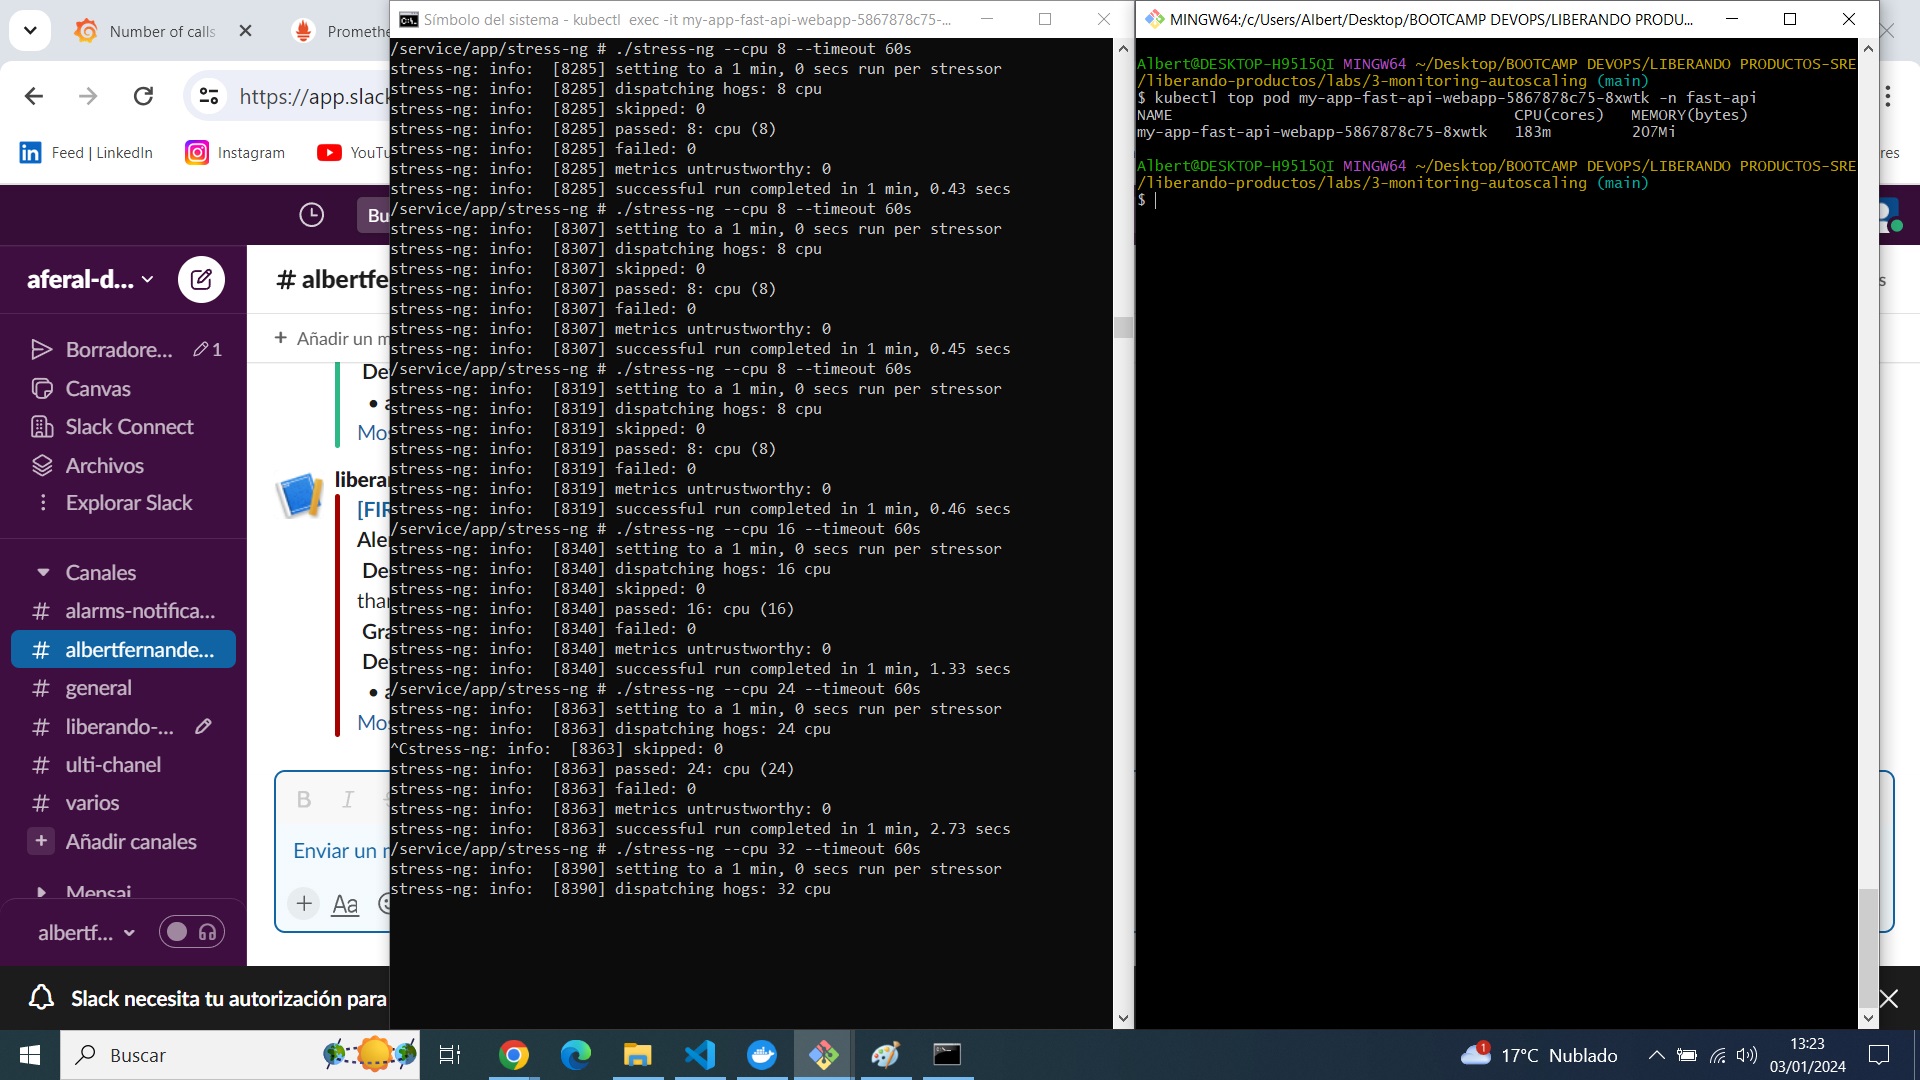 Number of calls
Promethe
https://app.slack
Feed | LinkedIn
Instagram
YouTu
res
Bu
aferal-d...
Borradore...
1
Canvas
Slack Connect
Archivos
Explorar Slack
Canales
# alarms-notifica...
# albertfernande...
# general
# liberando-...
# ulti-chanel
# varios
+ Añadir canales
Mensaj
albertf...
# albertfe
+ Añadir un m
De
• a
Mos
libera
[FIR
Aler
De
than
Gra
De
• a
Mos
B I
Enviar un m
+ Aa
s
Slack necesita tu autorización para
Símbolo del sistema - kubectl  exec -it my-app-fast-api-webapp-5867878c75-...
/service/app/stress-ng # ./stress-ng --cpu 8 --timeout 60s
stress-ng: info:  [8285] setting to a 1 min, 0 secs run per stressor
stress-ng: info:  [8285] dispatching hogs: 8 cpu
stress-ng: info:  [8285] skipped: 0
stress-ng: info:  [8285] passed: 8: cpu (8)
stress-ng: info:  [8285] failed: 0
stress-ng: info:  [8285] metrics untrustworthy: 0
stress-ng: info:  [8285] successful run completed in 1 min, 0.43 secs
/service/app/stress-ng # ./stress-ng --cpu 8 --timeout 60s
stress-ng: info:  [8307] setting to a 1 min, 0 secs run per stressor
stress-ng: info:  [8307] dispatching hogs: 8 cpu
stress-ng: info:  [8307] skipped: 0
stress-ng: info:  [8307] passed: 8: cpu (8)
stress-ng: info:  [8307] failed: 0
stress-ng: info:  [8307] metrics untrustworthy: 0
stress-ng: info:  [8307] successful run completed in 1 min, 0.45 secs
/service/app/stress-ng # ./stress-ng --cpu 8 --timeout 60s
stress-ng: info:  [8319] setting to a 1 min, 0 secs run per stressor
stress-ng: info:  [8319] dispatching hogs: 8 cpu
stress-ng: info:  [8319] skipped: 0
stress-ng: info:  [8319] passed: 8: cpu (8)
stress-ng: info:  [8319] failed: 0
stress-ng: info:  [8319] metrics untrustworthy: 0
stress-ng: info:  [8319] successful run completed in 1 min, 0.46 secs
/service/app/stress-ng # ./stress-ng --cpu 16 --timeout 60s
stress-ng: info:  [8340] setting to a 1 min, 0 secs run per stressor
stress-ng: info:  [8340] dispatching hogs: 16 cpu
stress-ng: info:  [8340] skipped: 0
stress-ng: info:  [8340] passed: 16: cpu (16)
stress-ng: info:  [8340] failed: 0
stress-ng: info:  [8340] metrics untrustworthy: 0
stress-ng: info:  [8340] successful run completed in 1 min, 1.33 secs
/service/app/stress-ng # ./stress-ng --cpu 24 --timeout 60s
stress-ng: info:  [8363] setting to a 1 min, 0 secs run per stressor
stress-ng: info:  [8363] dispatching hogs: 24 cpu
^Cstress-ng: info:  [8363] skipped: 0
stress-ng: info:  [8363] passed: 24: cpu (24)
stress-ng: info:  [8363] failed: 0
stress-ng: info:  [8363] metrics untrustworthy: 0
stress-ng: info:  [8363] successful run completed in 1 min, 2.73 secs
/service/app/stress-ng # ./stress-ng --cpu 32 --timeout 60s
stress-ng: info:  [8390] setting to a 1 min, 0 secs run per stressor
stress-ng: info:  [8390] dispatching hogs: 32 cpu
MINGW64:/c/Users/Albert/Desktop/BOOTCAMP DEVOPS/LIBERANDO PRODU...
Albert@DESKTOP-H9515QI MINGW64 ~/Desktop/BOOTCAMP DEVOPS/LIBERANDO PRODUCTOS-SRE
/liberando-productos/labs/3-monitoring-autoscaling (main)
$ kubectl top pod my-app-fast-api-webapp-5867878c75-8xwtk -n fast-api
NAME CPU(cores) MEMORY(bytes)
my-app-fast-api-webapp-5867878c75-8xwtk 183m 207Mi
Albert@DESKTOP-H9515QI MINGW64 ~/Desktop/BOOTCAMP DEVOPS/LIBERANDO PRODUCTOS-SRE
/liberando-productos/labs/3-monitoring-autoscaling (main)
$
Buscar
1
17°C Nublado
13:23
03/01/2024